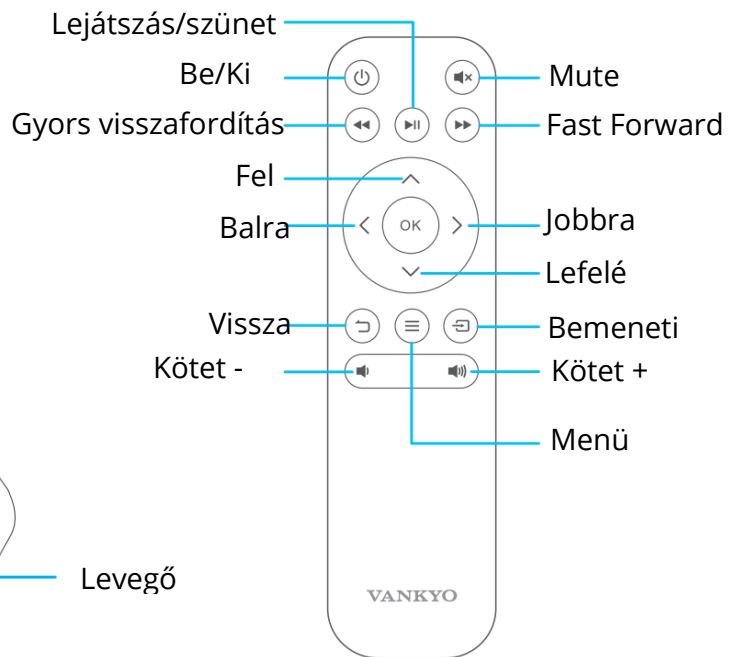 Lejátszás/szünet
Be/Ki
Mute
Gyors visszafordítás
Fast Forward
Fel
Balra
OK
Jobbra
Lefelé
Vissza
Bemeneti
Kötet -
Kötet +
Menü
Levegő
VANKYO